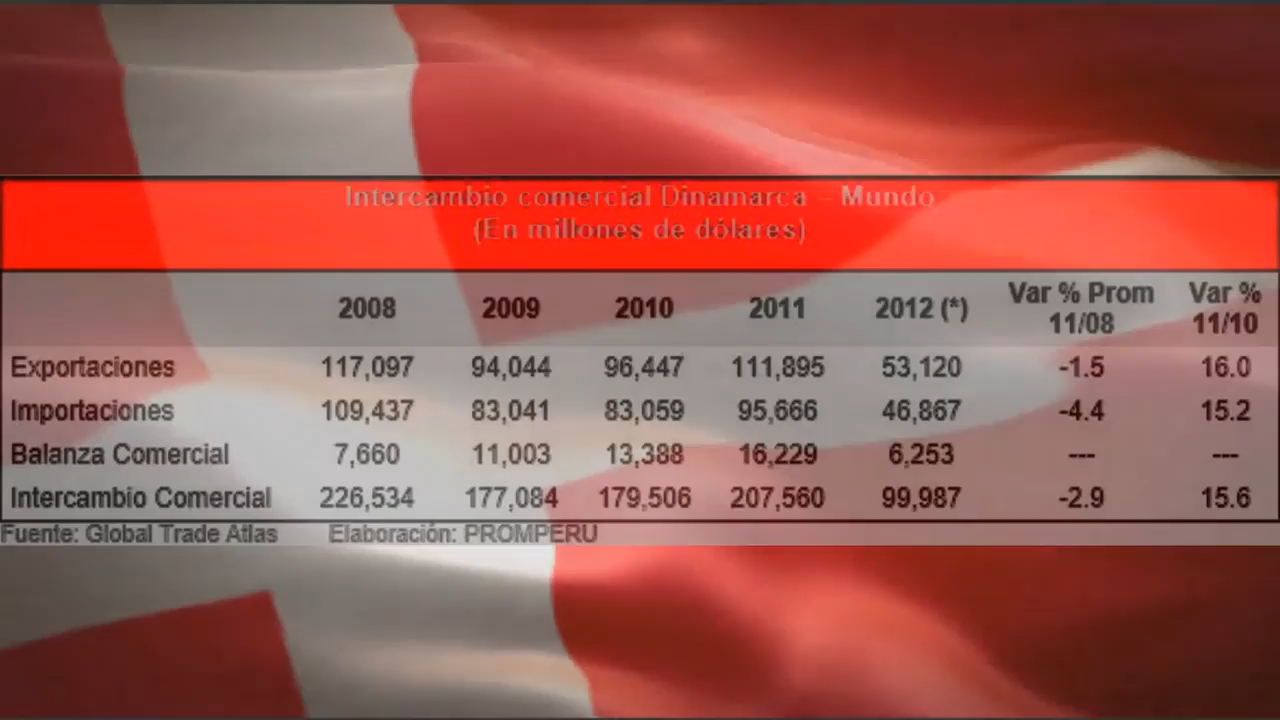 Intercambio comercial Dinamarca - Mundo
(En millones de dólares)
2008 2009 2010 2011 2012 (*) Var % Prom 11/08 Var % 11/10
Exportaciones 117,097 94,044 96,447 111,895 53,120 -1.5 16.0
Importaciones 109,437 83,041 83,059 95,666 46,867 -4.4 15.2
Balanza Comercial 7,660 11,003 13,388 16,229 6,253 --- ---
Intercambio Comercial 226,534 177,084 179,506 207,560 99,987 -2.9 15.6
Fuente: Global Trade Atlas Elaboración: PROMPERU